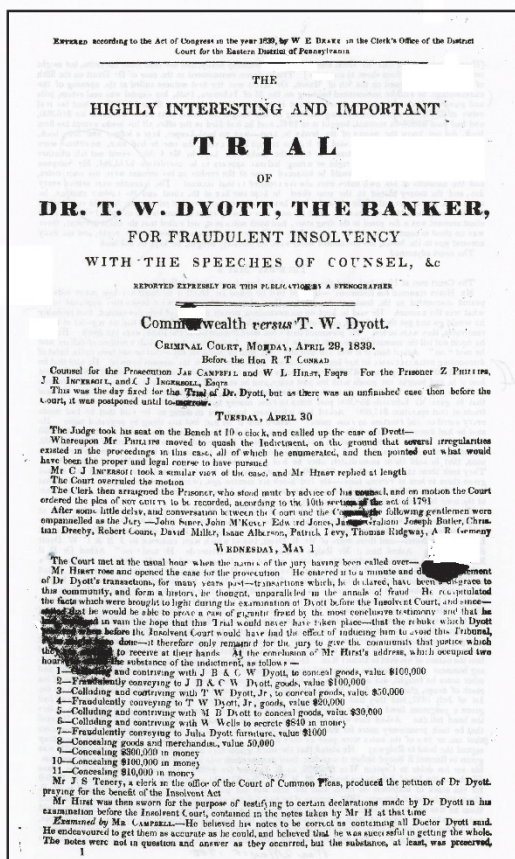 ENTERED according to the Act of Congress in the year 1839, by W E DRAKE in the Clerk's Office of the District
Court for the Eastern District of Pennsylvania
THE
HIGHLY INTERESTING AND IMPORTANT
TRIAL
OF
DR. T. W. DYOTT, THE BANKER,
FOR FRAUDULENT INSOLVENCY
WITH THE SPEECHES OF COUNSEL, &c
REPORTED EXPRESSLY FOR THIS PUBLICATION BY A STENOGRAPHER
Commonwealth versus T. W. Dyott.
CRIMINAL COURT, MONDAY, APRIL 29, 1839.
Before the Hon R T CONRAD
Counsel for the Prosecution JAS CAMPBELL and W L HIRST, Esqrs For the Prisoner Z PHILLIPS,
J R INGERSOLL, and C J INGERSOLL, Esqrs
This was the day fixed for the Trial of Dr. Dyott, but as there was an unfinished case then before the
Court, it was postponed until to-morrow.
TUESDAY, APRIL 30
The Judge took his seat on the Bench at 10 o clock, and called up the case of Dyott—
Whereupon Mr PHILLIPS moved to quash the Indictment, on the ground that several irregularities
existed in the proceedings in this case, all of which he enumerated, and then pointed out what would
have been the proper and legal course to have pursued
Mr C J INGERSOLL took a similar view of the case, and Mr HIRST replied at length
The Court overruled the motion
The Clerk then arraigned the Prisoner, who stood mute by advice of his counsel, and on motion the Court
ordered the plea of NOT GUILTY to be recorded, according to the 10th section of the act of 1791
After some little delay, and conversation between the Court and the the following gentlemen were
empannelled as the Jury—John Siner, John M'Kever Edward Jones, Graham Joseph Butler, Chris-
tian Dreeby, Robert Louns, David Miller, Isaac Alberson, Patrick Levy, Thomas Ridgway, A R Gemeny
WEDNESDAY, MAY 1
The Court met at the usual hour when the names of the jury having been called over—
Mr HIRST rose and opened the case for the prosecution He entered into a minute and
of Dr Dyott's transactions, for many years past—transactions which, he declared, have been a disgrace to
this community, and form a history, he thought, unparalleled in the annals of fraud He recapitulated
the facts which were brought to light during the examination of Dyott before the Insolvent Court, and
stated that he would be able to prove a case of gigantic fraud by the most conclusive testimony and that he
in vain the hope that this Trial would never have taken place—that the rebuke which Dyott
when before the Insolvent Court would have had the effect of inducing him to avoid this Tribunal,
done—it therefore only remained for the jury to give the community that justice which
they to receive at their hands At the conclusion of Mr Hirst's address, which occupied two
hours the substance of the indictment, as follows—
1—Colluding and contriving with J B & C W Dyott, to conceal goods, value $100,000
2—Fraudulently conveying to J B & C W Dyott goods, value $100,000
3—Colluding and contriving with T W Dyott, Jr, to conceal goods, value $50,000
4—Fraudulently conveying to T W Dyott, Jr, goods, value $20,000
5—Colluding and contriving with M B Dyott to conceal goods, value $30,000
6—Colluding and contriving with W Wells to secrete $840 in money
7—Fraudulently conveying to Julia Dyott furniture, value $1000
8—Concealing goods and merchandise, value 50,000
9—Concealing $300,000 in money
10—Concealing $100,000 in money
11—Concealing $10,000 in money
Mr J S Tenery, a clerk in the office of the Court of Common Pleas, produced the petition of Dr Dyott
praying for the benefit of the Insolvent Act
Mr HIRST was then sworn for the purpose of testifying to certain declarations made by Dr Dyott in his
examination before the Insolvent Court, contained in the notes taken by Mr H at that time
Examined by MR CAMPBELL.—He believed his notes to be correct as containing all Doctor Dyott said.
He endeavoured to get them as accurate as he could, and believed that he was successful in getting the whole.
The notes were not in question and answer as they occurred, but the substance, at least, was preserved,
1